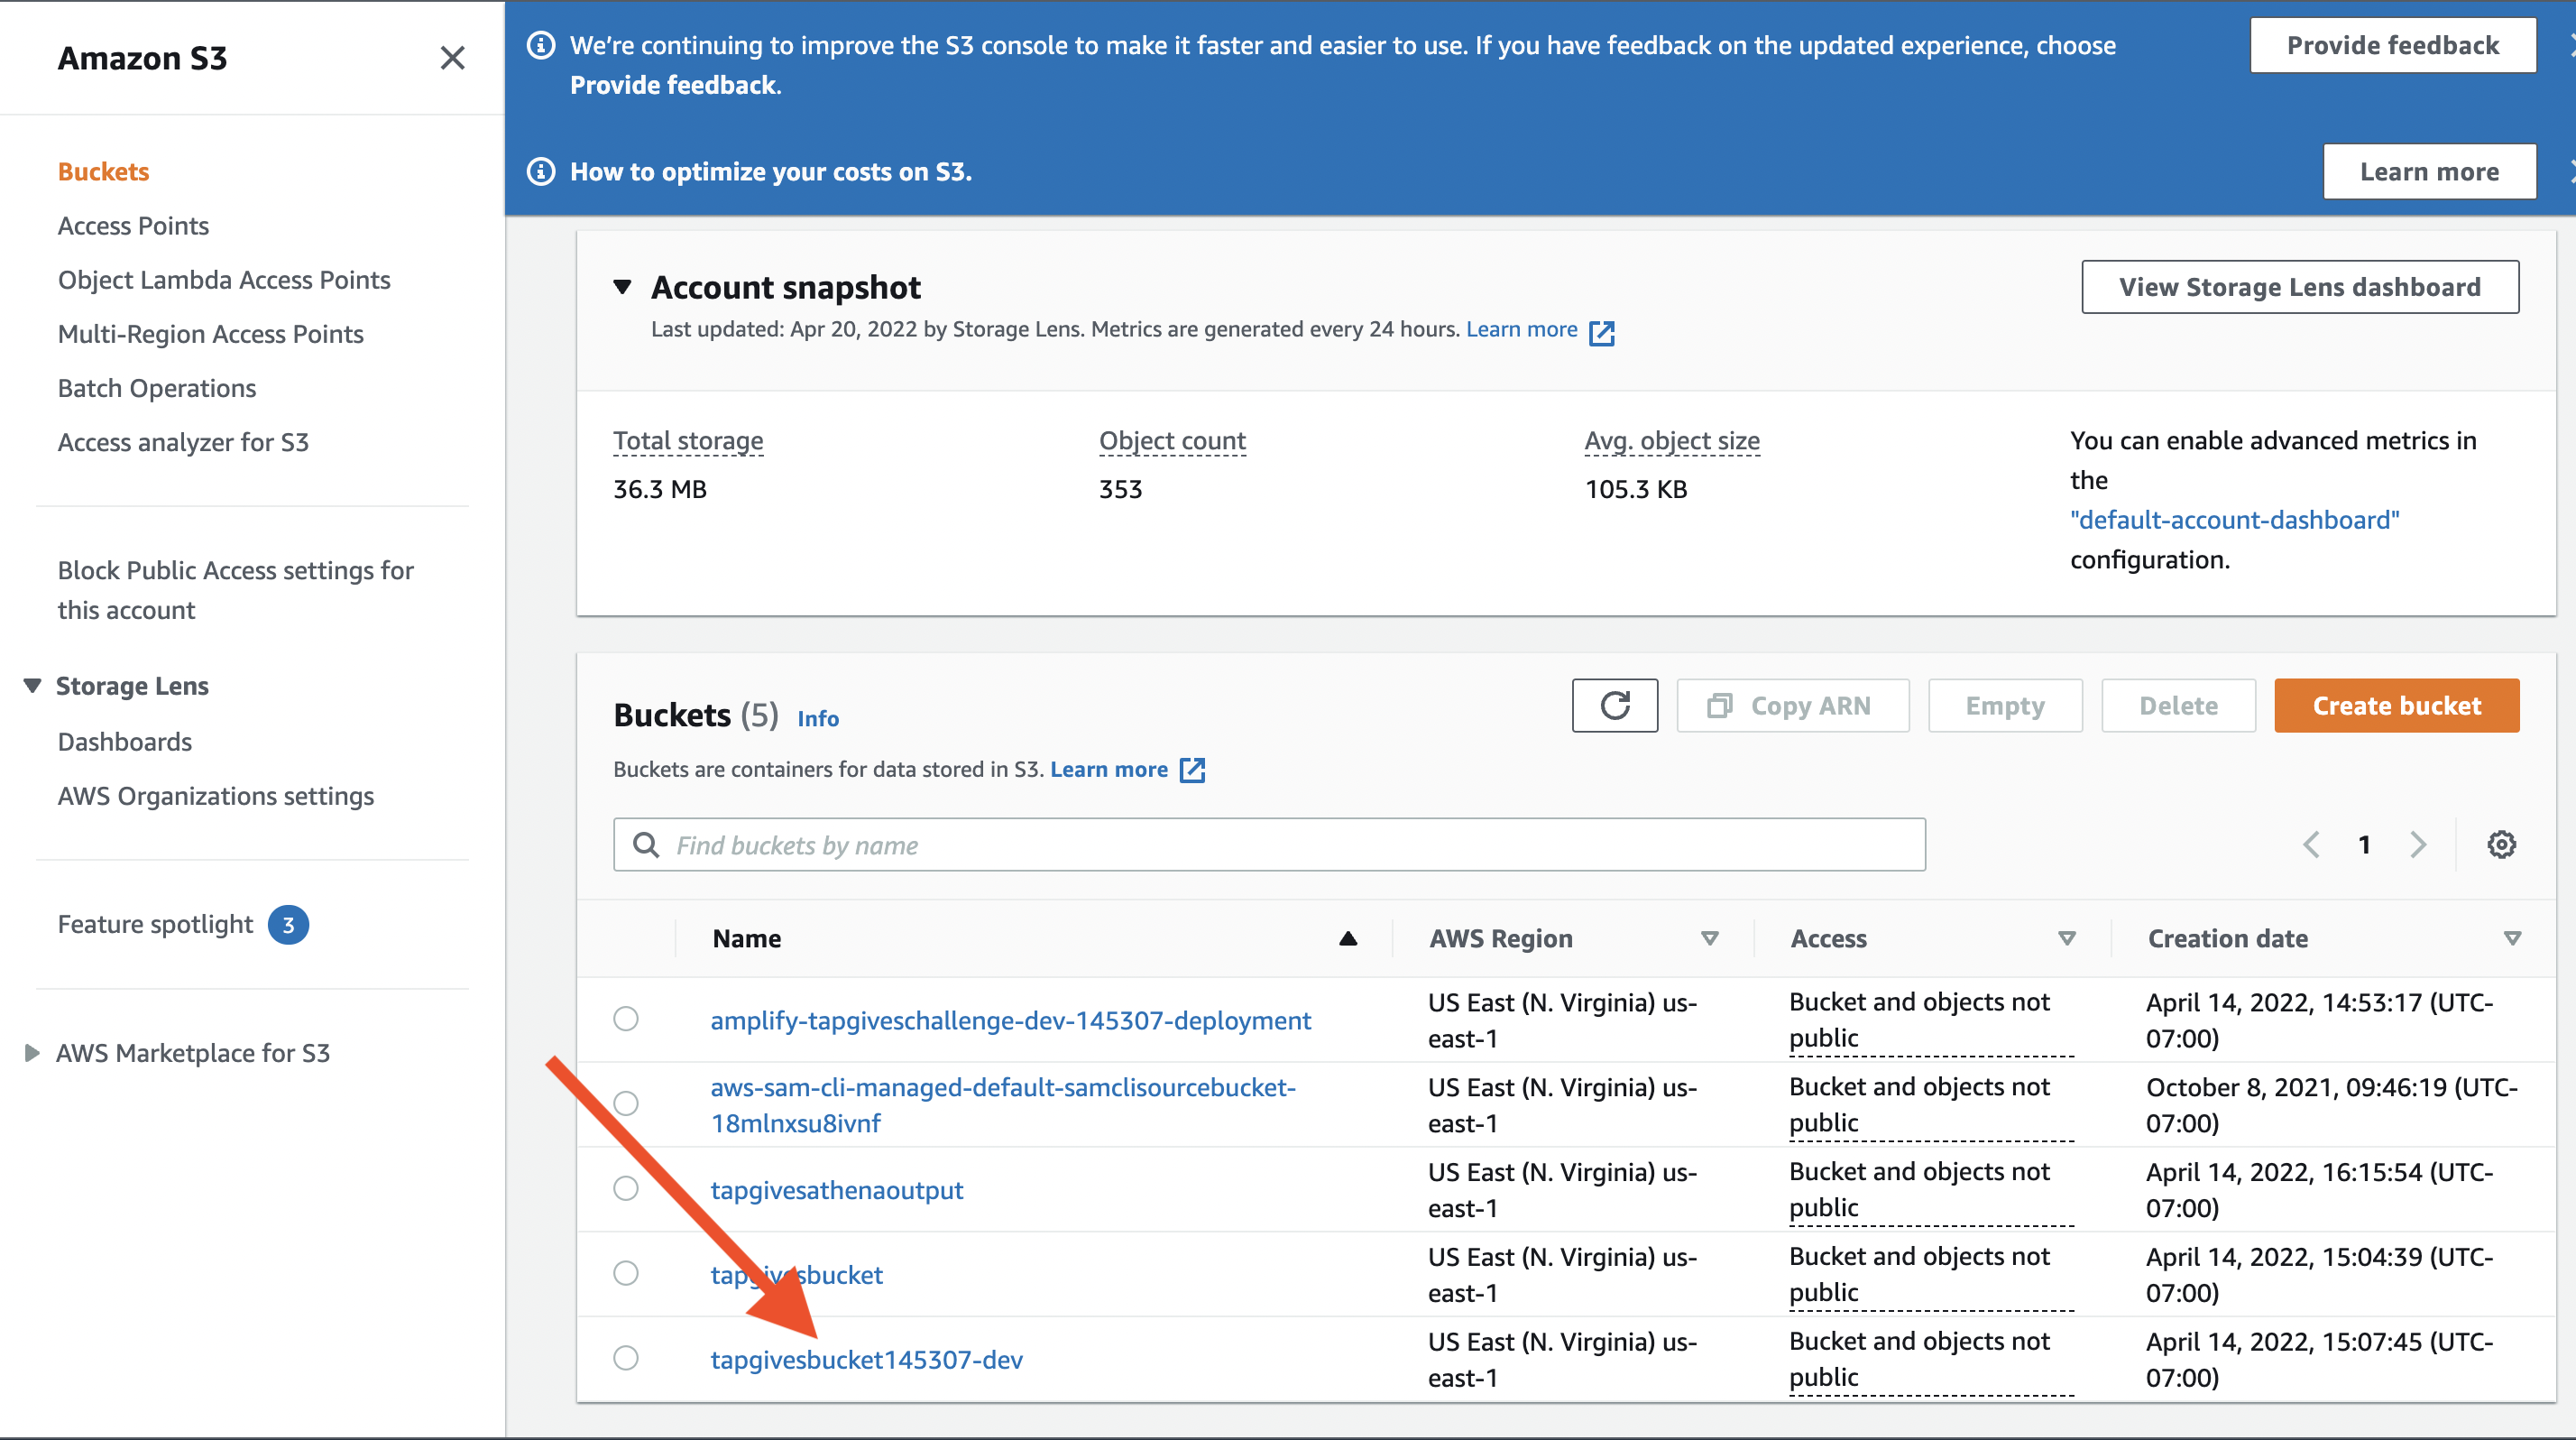 Amazon S3
Buckets
Access Points
Object Lambda Access Points
Multi-Region Access Points
Batch Operations
Access analyzer for S3
Block Public Access settings for
this account
Storage Lens
Dashboards
AWS Organizations settings
Feature spotlight 3
AWS Marketplace for S3
We're continuing to improve the S3 console to make it faster and easier to use. If you have feedback on the updated experience, choose
Provide feedback.
Provide feedback
How to optimize your costs on S3.
Learn more
Account snapshot
Last updated: Apr 20, 2022 by Storage Lens. Metrics are generated every 24 hours. Learn more
View Storage Lens dashboard
Total storage
36.3 MB
Object count
353
Avg. object size
105.3 KB
You can enable advanced metrics in
the
"default-account-dashboard"
configuration.
Buckets (5) Info
Copy ARN
Empty
Delete
Create bucket
Buckets are containers for data stored in S3. Learn more
Find buckets by name
1
Name AWS Region Access Creation date
amplify-tapgiveschallenge-dev-145307-deployment
US East (N. Virginia) us-
east-1
Bucket and objects not
public
April 14, 2022, 14:53:17 (UTC-
07:00)
aws-sam-cli-managed-default-samclisourcebucket-
18mlnxsu8ivnf
US East (N. Virginia) us-
east-1
Bucket and objects not
public
October 8, 2021, 09:46:19 (UTC-
07:00)
tapgivesathenaoutput
US East (N. Virginia) us-
east-1
Bucket and objects not
public
April 14, 2022, 16:15:54 (UTC-
07:00)
tapgivesbucket
US East (N. Virginia) us-
east-1
Bucket and objects not
public
April 14, 2022, 15:04:39 (UTC-
07:00)
tapgivesbucket145307-dev
US East (N. Virginia) us-
east-1
Bucket and objects not
public
April 14, 2022, 15:07:45 (UTC-
07:00)